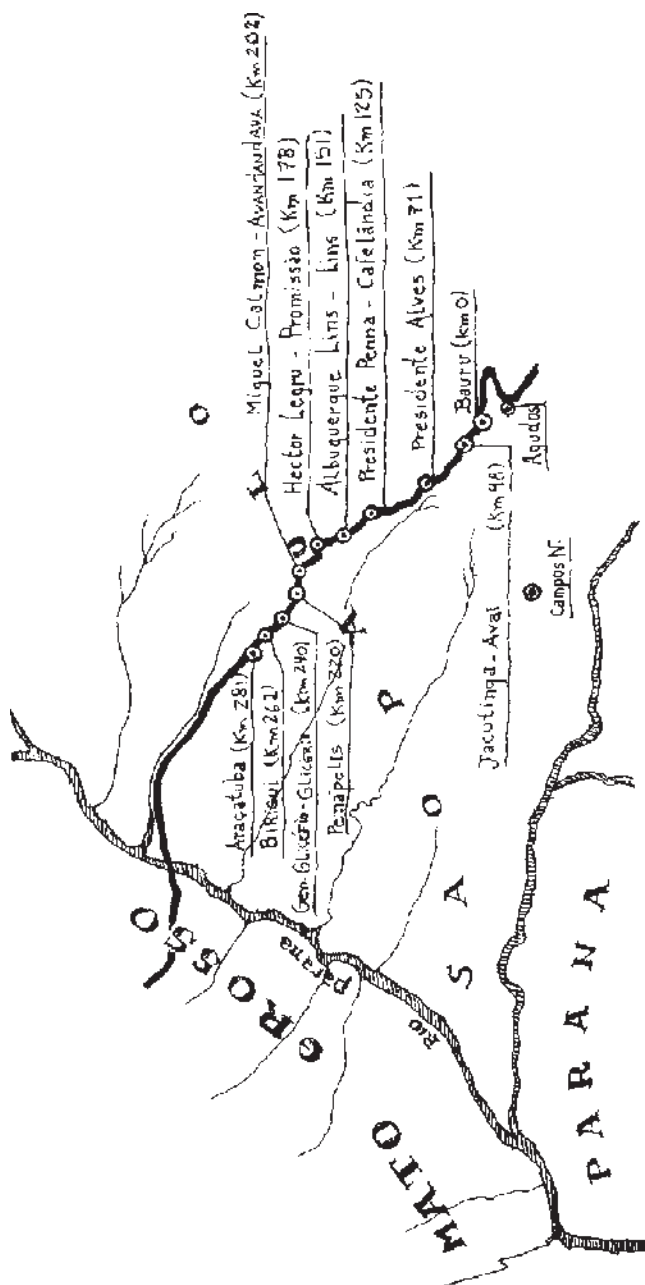 Miguel Calmon - AVANHANDAVA (Km 202)
Hector Legru - Promissão (Km 178)
Albuquerque Lins - Lins (Km 151)
Presidente Penna - Cafelândia (Km 125)
Presidente Alves (Km 71)
Bauru (Km 0)
Agudos
Jacutinga - Avaí (Km 48)
Campos N.
Araçatuba (Km 281)
BIRIGUI (Km 262)
Gen. Glicério - GLICÉRIO (Km 240)
Penápolis (Km 220)
MATO GROSSO
RIO Paraná
SÃO PAULO
PARANÁ